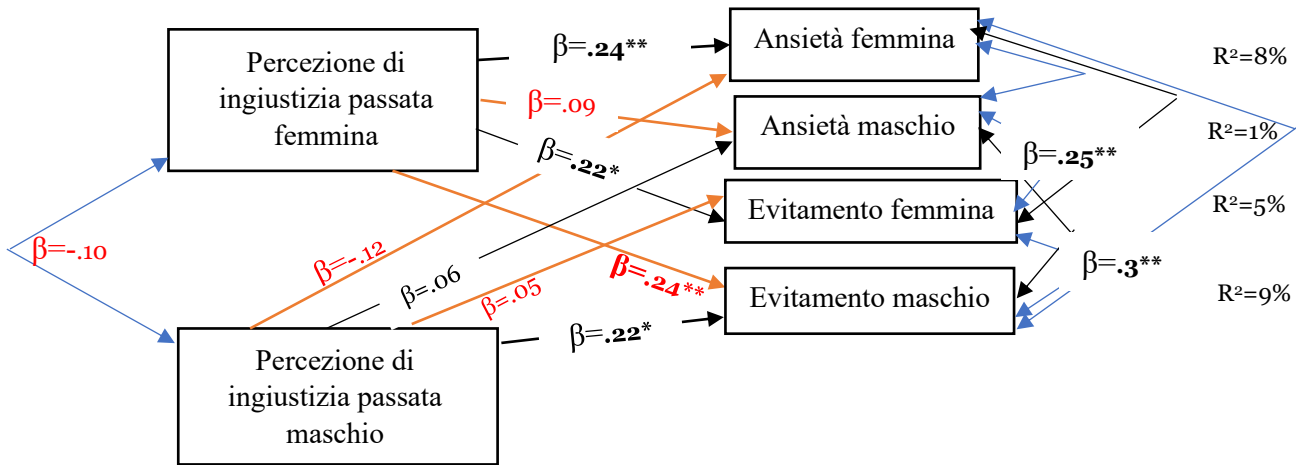 Percezione di
ingiustizia passata
femmina
Percezione di
ingiustizia passata
maschio
β=-.10
β=.24**
β=.09
β=.22*
β=-.12
β=.06
β=.05
β=.24**
β=.22*
Ansietà femmina
Ansietà maschio
Evitamento femmina
Evitamento maschio
β=.25**
β=.3**
R²=8%
R²=1%
R²=5%
R²=9%